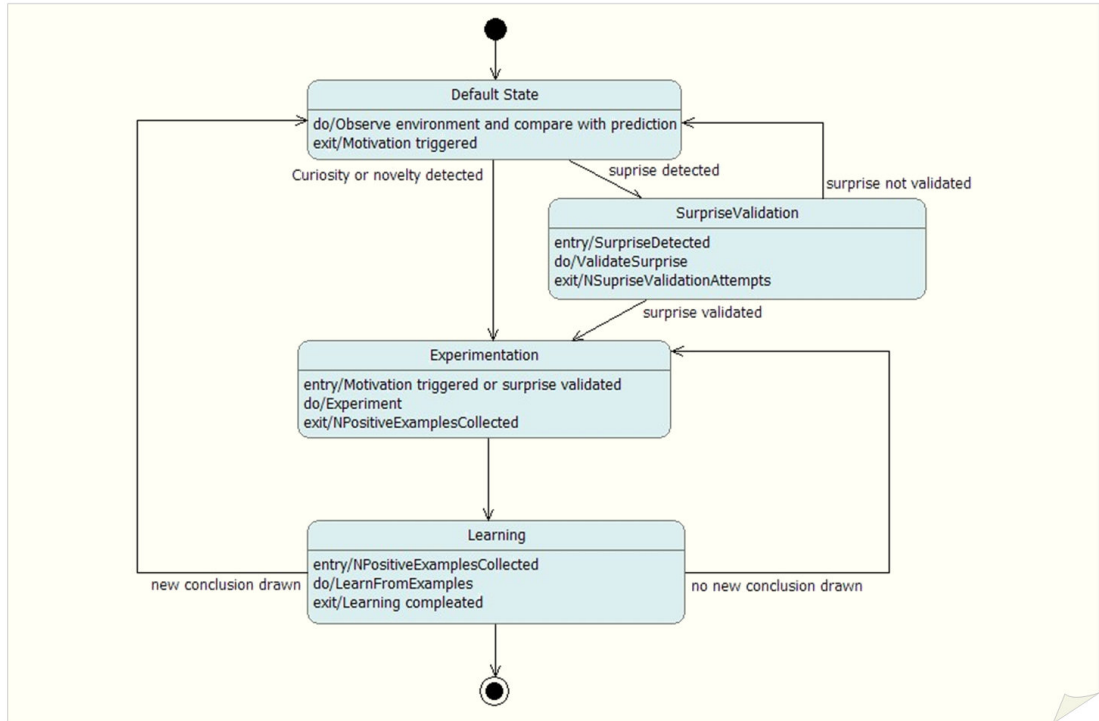 Default State
do/Observe environment and compare with prediction
exit/Motivation triggered
Curiosity or novelty detected
suprise detected
surprise not validated
SurpriseValidation
entry/SurpriseDetected
do/ValidateSurprise
exit/NSupriseValidationAttempts
surprise validated
Experimentation
entry/Motivation triggered or surprise validated
do/Experiment
exit/NPositiveExamplesCollected
Learning
entry/NPositiveExamplesCollected
do/LearnFromExamples
exit/Learning compleated
new conclusion drawn
no new conclusion drawn